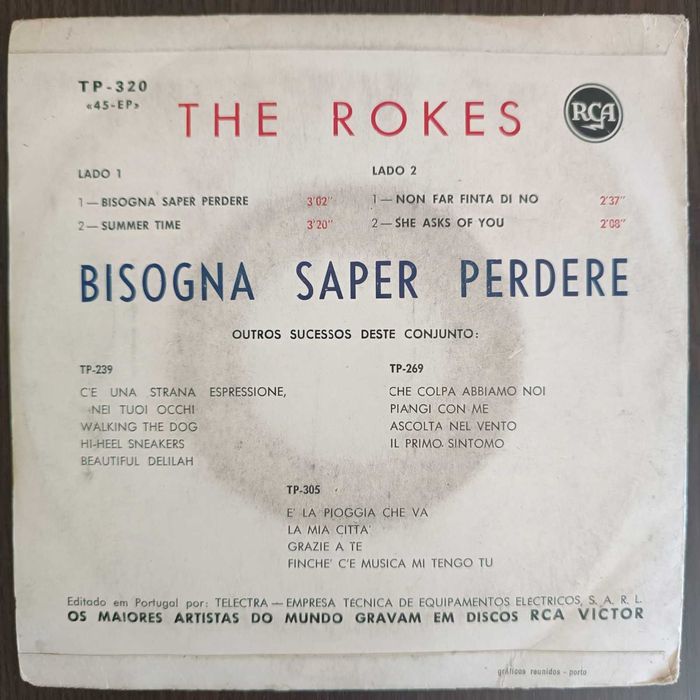 TP-320
«45-EP»
THE ROKES
RCA
LADO 1
1—BISOGNA SAPER PERDERE 3'02"
2—SUMMER TIME 3'20"
LADO 2
1—NON FAR FINTA DI NO 2'37"
2—SHE ASKS OF YOU 2'08"
BISOGNA SAPER PERDERE
OUTROS SUCESSOS DESTE CONJUNTO:
TP-239
C'E UNA STRANA ESPRESSIONE,
NEI TUOI OCCHI
WALKING THE DOG
HI-HEEL SNEAKERS
BEAUTIFUL DELILAH
TP-269
CHE COLPA ABBIAMO NOI
PIANGI CON ME
ASCOLTA NEL VENTO
IL PRIMO SINTOMO
TP-305
E' LA PIOGGIA CHE VA
LA MIA CITTA'
GRAZIE A TE
FINCHE' C'E MUSICA MI TENGO TU
Editado em Portugal por: TELECTRA — EMPRESA TÉCNICA DE EQUIPAMENTOS ELÉCTRICOS, S. A. R. L.
OS MAIORES ARTISTAS DO MUNDO GRAVAM EM DISCOS RCA VICTOR
gráficos reunidos - porto